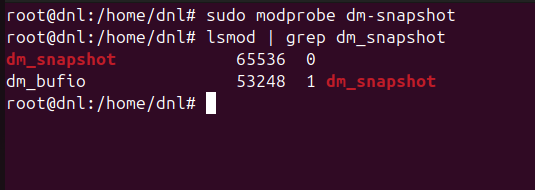 root@dnl:/home/dnl# sudo modprobe dm-snapshot
root@dnl:/home/dnl# lsmod | grep dm_snapshot
dm_snapshot            65536  0
dm_bufio               53248  1 dm_snapshot
root@dnl:/home/dnl#